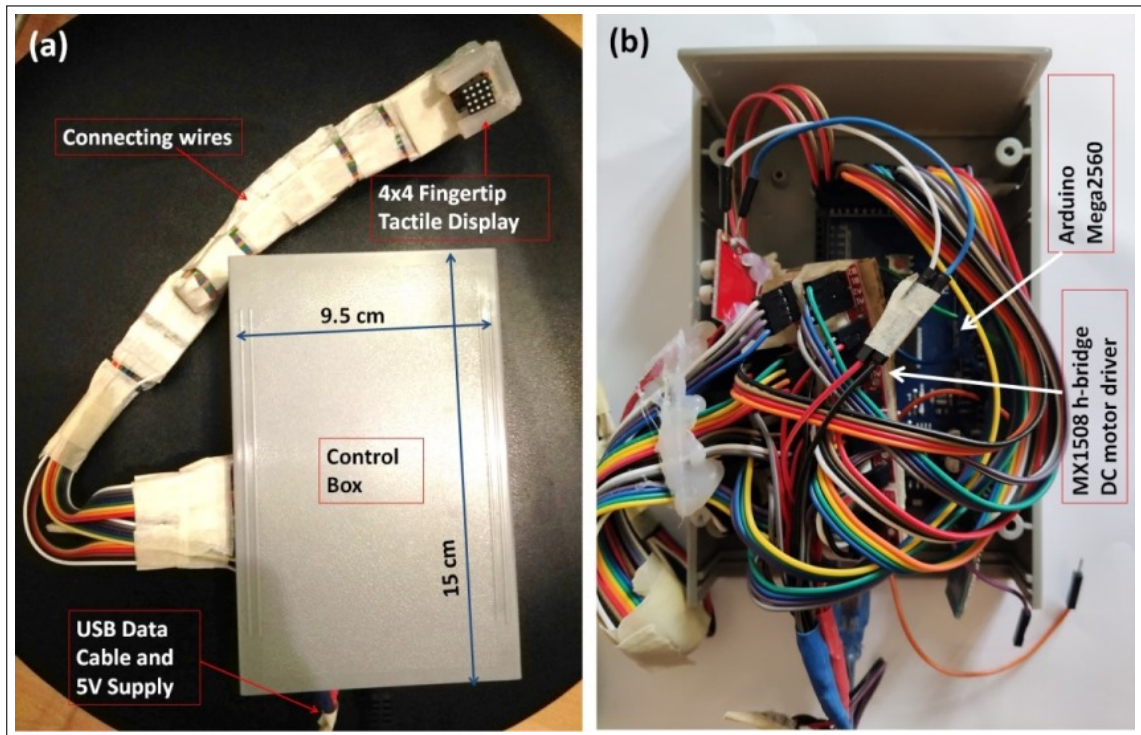 (a)
Connecting wires
4x4 Fingertip
Tactile Display
9.5 cm
Control
Box
15 cm
USB Data
Cable and
5V Supply
(b)
Arduino
Mega2560
MX1508 h-bridge
DC motor driver